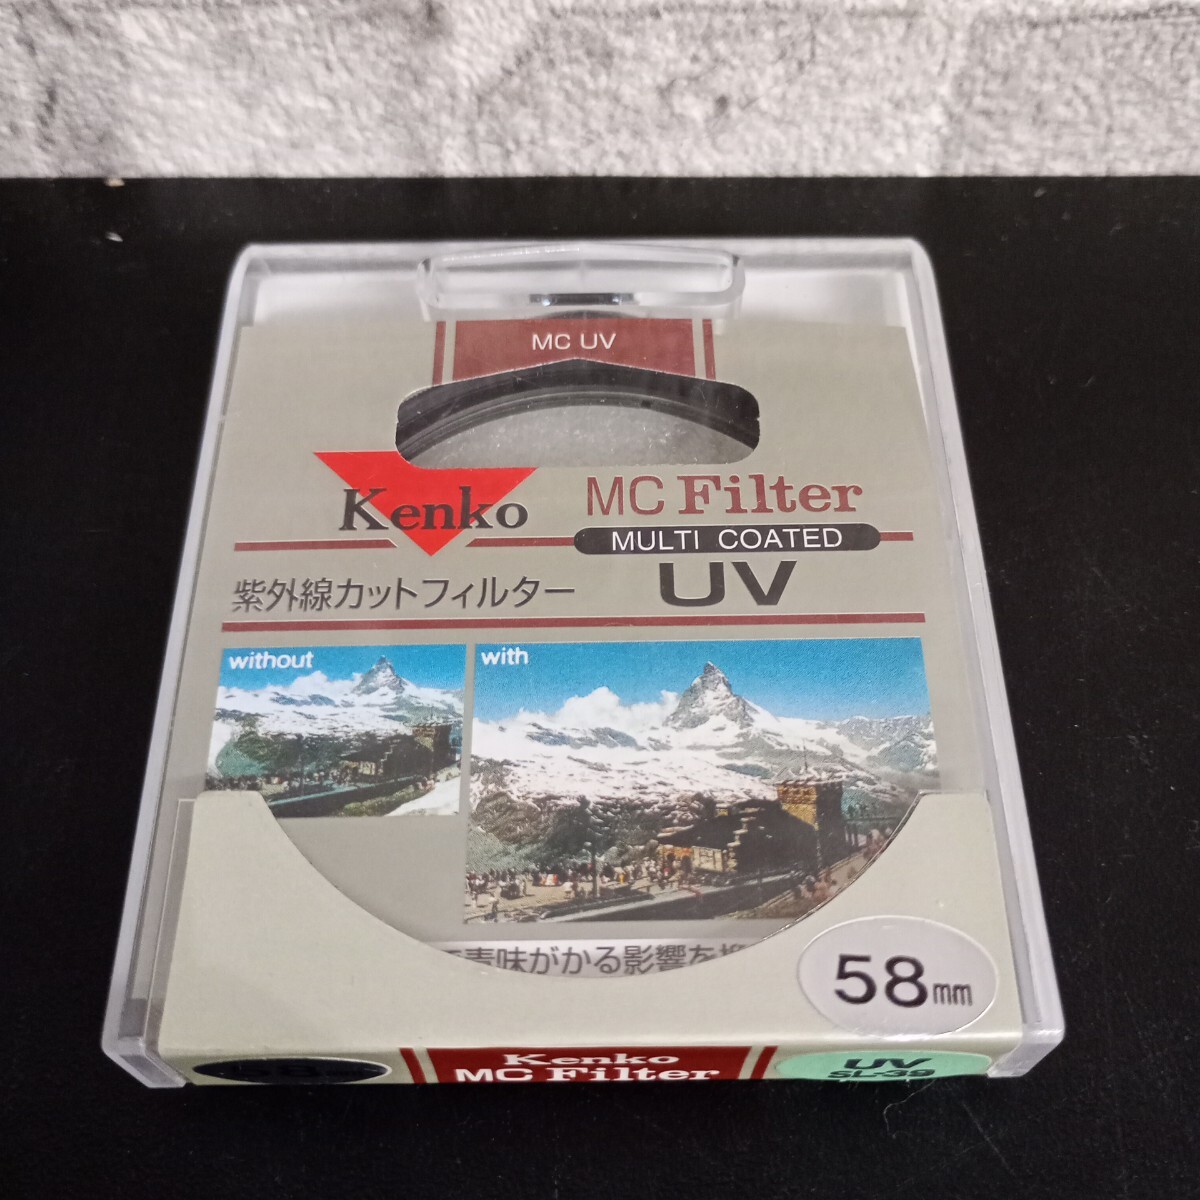 MC UV
Kenko
MC Filter
MULTI COATED
UV
紫外線カットフィルター
without
with
青味がかる影響を
58mm
Kenko
MC Filter
UV
SL-39